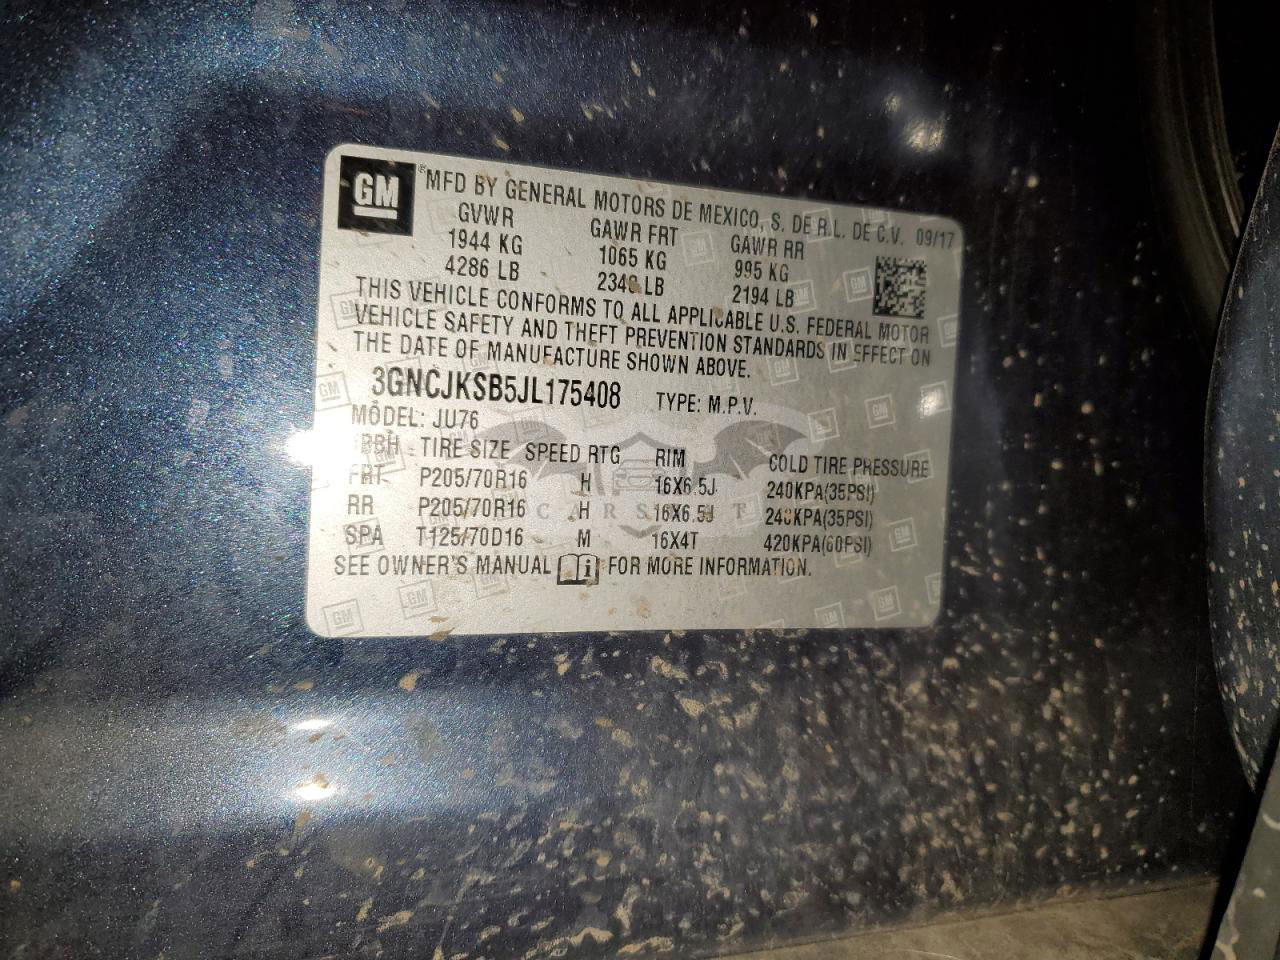 GM ® MFD BY GENERAL MOTORS DE MEXICO, S. DE R.L. DE C.V. 09/17
GVWR GAWR FRT GAWR RR
1944 KG 1065 KG 995 KG
4286 LB 2348 LB 2194 LB
THIS VEHICLE CONFORMS TO ALL APPLICABLE U.S. FEDERAL MOTOR
VEHICLE SAFETY AND THEFT PREVENTION STANDARDS IN EFFECT ON
THE DATE OF MANUFACTURE SHOWN ABOVE.
3GNCJKSB5JL175408 TYPE: M.P.V.
MODEL: JU76
TIRE SIZE SPEED RTG RIM COLD TIRE PRESSURE
FRT P205/70R16 H 16X6.5J 240KPA(35PSI)
RR P205/70R16 H 16X6.5J 240KPA(35PSI)
SPA T125/70D16 M 16X4T 420KPA(60PSI)
SEE OWNER'S MANUAL FOR MORE INFORMATION.